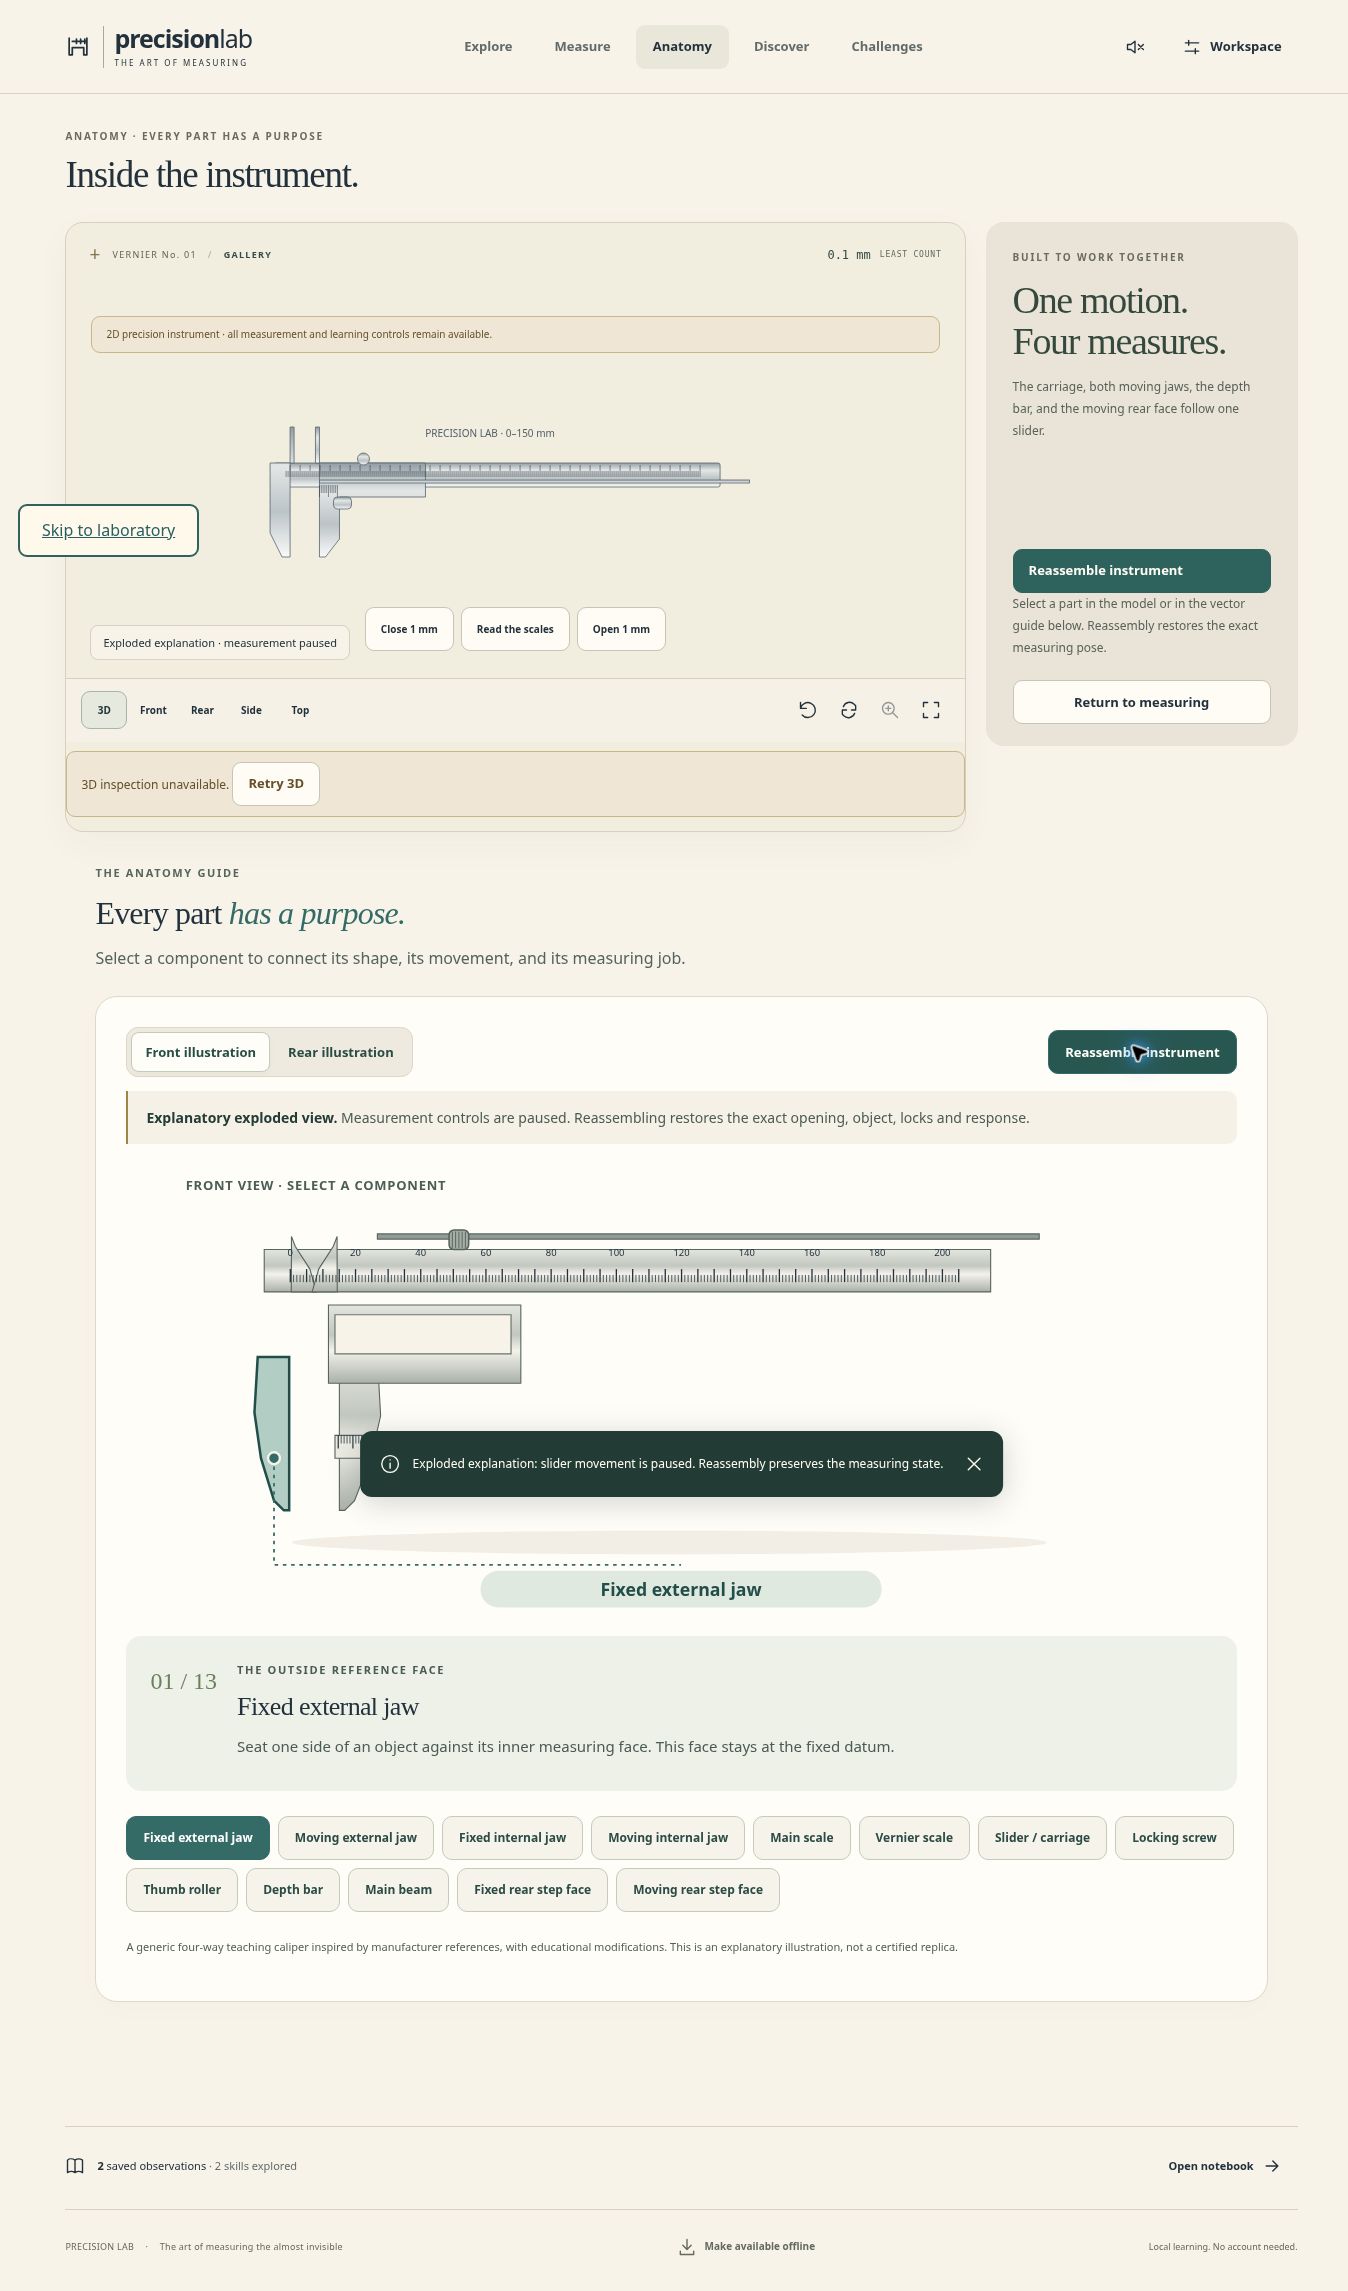 precisionlab
THE ART OF MEASURING
Explore
Measure
Anatomy
Discover
Challenges
Workspace
ANATOMY · EVERY PART HAS A PURPOSE
Inside the instrument.
VERNIER No. 01 / GALLERY
0.1 mm LEAST COUNT
2D precision instrument · all measurement and learning controls remain available.
PRECISION LAB · 0–150 mm
Skip to laboratory
Exploded explanation · measurement paused
Close 1 mm
Read the scales
Open 1 mm
3D
Front
Rear
Side
Top
3D inspection unavailable.
Retry 3D
BUILT TO WORK TOGETHER
One motion.
Four measures.
The carriage, both moving jaws, the depth
bar, and the moving rear face follow one
slider.
Reassemble instrument
Select a part in the model or in the vector
guide below. Reassembly restores the exact
measuring pose.
Return to measuring
THE ANATOMY GUIDE
Every part has a purpose.
Select a component to connect its shape, its movement, and its measuring job.
Front illustration
Rear illustration
Reassemble instrument
Explanatory exploded view. Measurement controls are paused. Reassembling restores the exact opening, object, locks and response.
FRONT VIEW · SELECT A COMPONENT
0 20 40 60 80 100 120 140 160 180 200
Exploded explanation: slider movement is paused. Reassembly preserves the measuring state.
Fixed external jaw
01 / 13
THE OUTSIDE REFERENCE FACE
Fixed external jaw
Seat one side of an object against its inner measuring face. This face stays at the fixed datum.
Fixed external jaw
Moving external jaw
Fixed internal jaw
Moving internal jaw
Main scale
Vernier scale
Slider / carriage
Locking screw
Thumb roller
Depth bar
Main beam
Fixed rear step face
Moving rear step face
A generic four-way teaching caliper inspired by manufacturer references, with educational modifications. This is an explanatory illustration, not a certified replica.
2 saved observations · 2 skills explored
Open notebook
PRECISION LAB · The art of measuring the almost invisible
Make available offline
Local learning. No account needed.